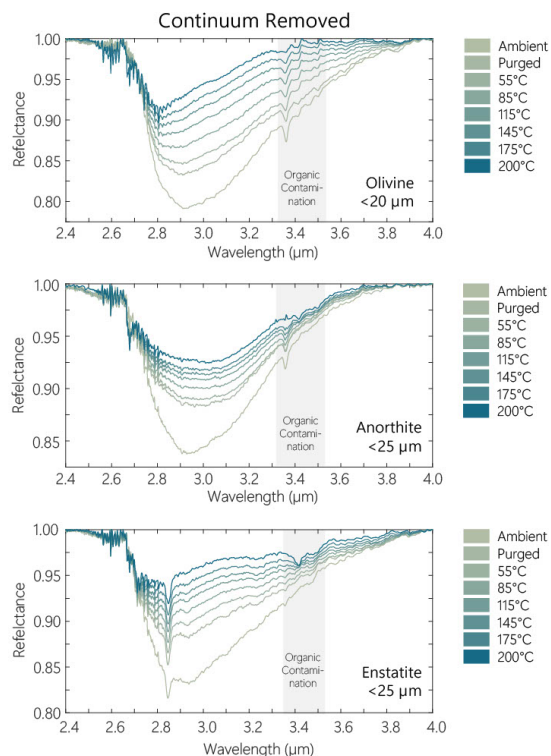 Continuum Removed
1.00
0.95
0.90
0.85
0.80
Refelctance
2.4 2.6 2.8 3.0 3.2 3.4 3.6 3.8 4.0
Wavelength (µm)
Organic
Contami-
nation
Olivine
<20 µm
Ambient
Purged
55°C
85°C
115°C
145°C
175°C
200°C
1.00
0.95
0.90
0.85
Refelctance
2.4 2.6 2.8 3.0 3.2 3.4 3.6 3.8 4.0
Wavelength (µm)
Organic
Contami-
nation
Anorthite
<25 µm
Ambient
Purged
55°C
85°C
115°C
145°C
175°C
200°C
1.00
0.95
0.90
0.85
0.80
Refelctance
2.4 2.6 2.8 3.0 3.2 3.4 3.6 3.8 4.0
Wavelength (µm)
Organic
Contami-
nation
Enstatite
<25 µm
Ambient
Purged
55°C
85°C
115°C
145°C
175°C
200°C